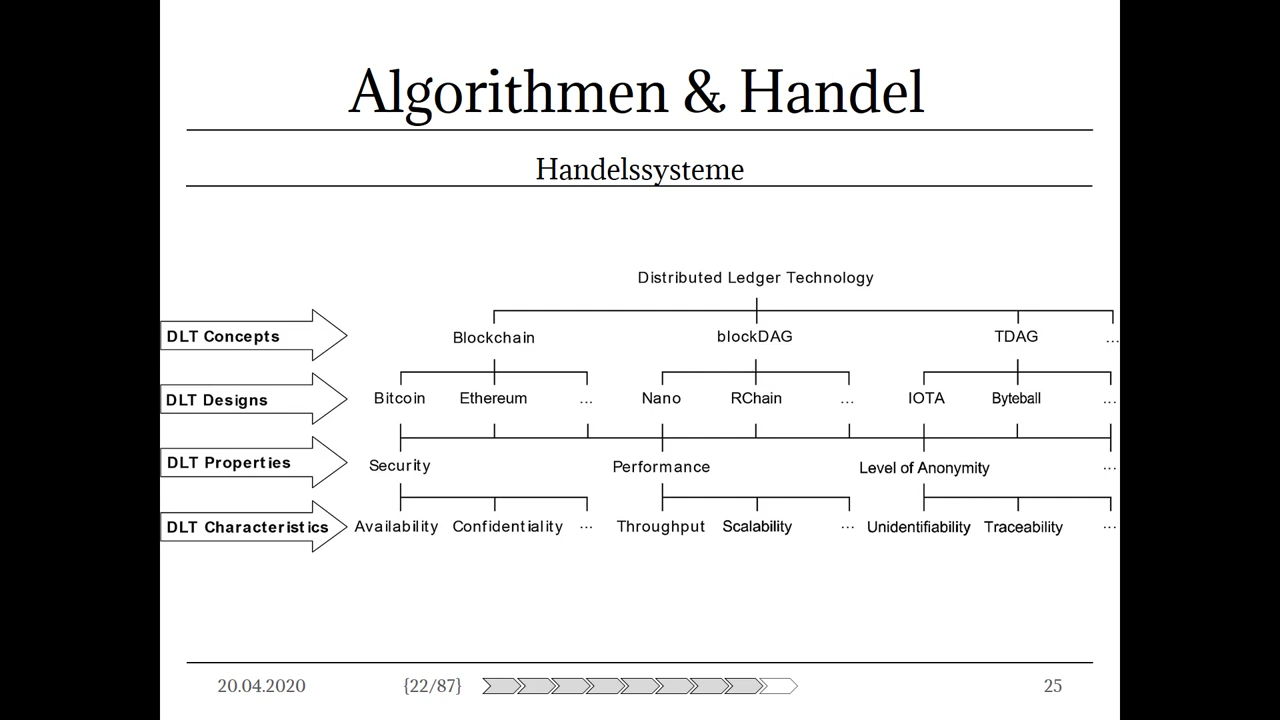 Algorithmen & Handel
Handelssysteme
Distributed Ledger Technology
DLT Concepts Blockchain blockDAG TDAG ...
DLT Designs Bitcoin Ethereum ... Nano RChain ... IOTA Byteball ...
DLT Properties Security Performance Level of Anonymity ...
DLT Characteristics Availability Confidentiality ... Throughput Scalability ... Unidentifiability Traceability ...
20.04.2020 {22/87} 25